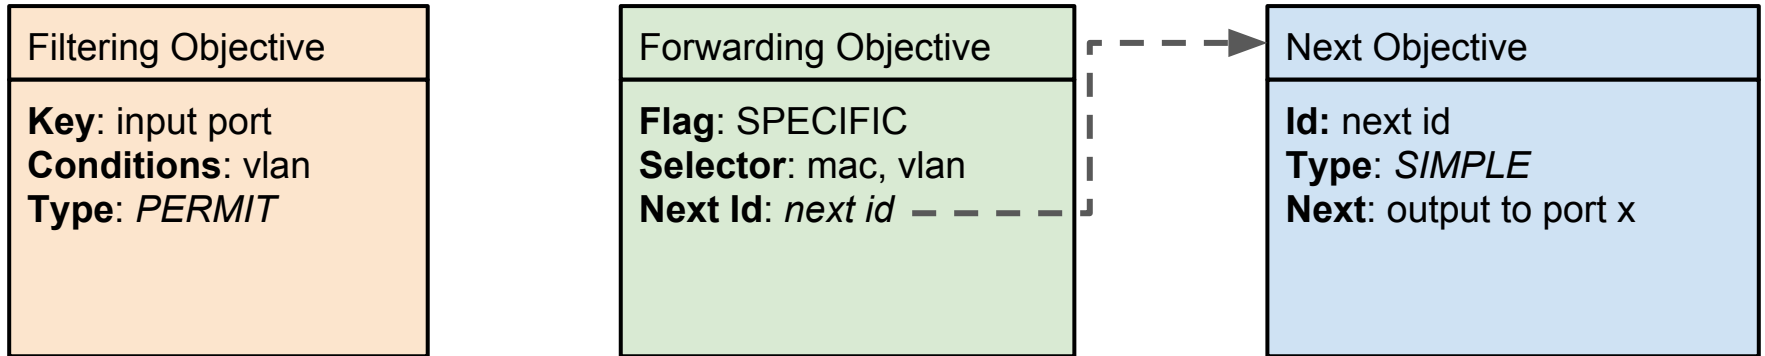 Filtering Objective
Key: input port
Conditions: vlan
Type: PERMIT
Forwarding Objective
Flag: SPECIFIC
Selector: mac, vlan
Next Id: next id
Next Objective
Id: next id
Type: SIMPLE
Next: output to port x